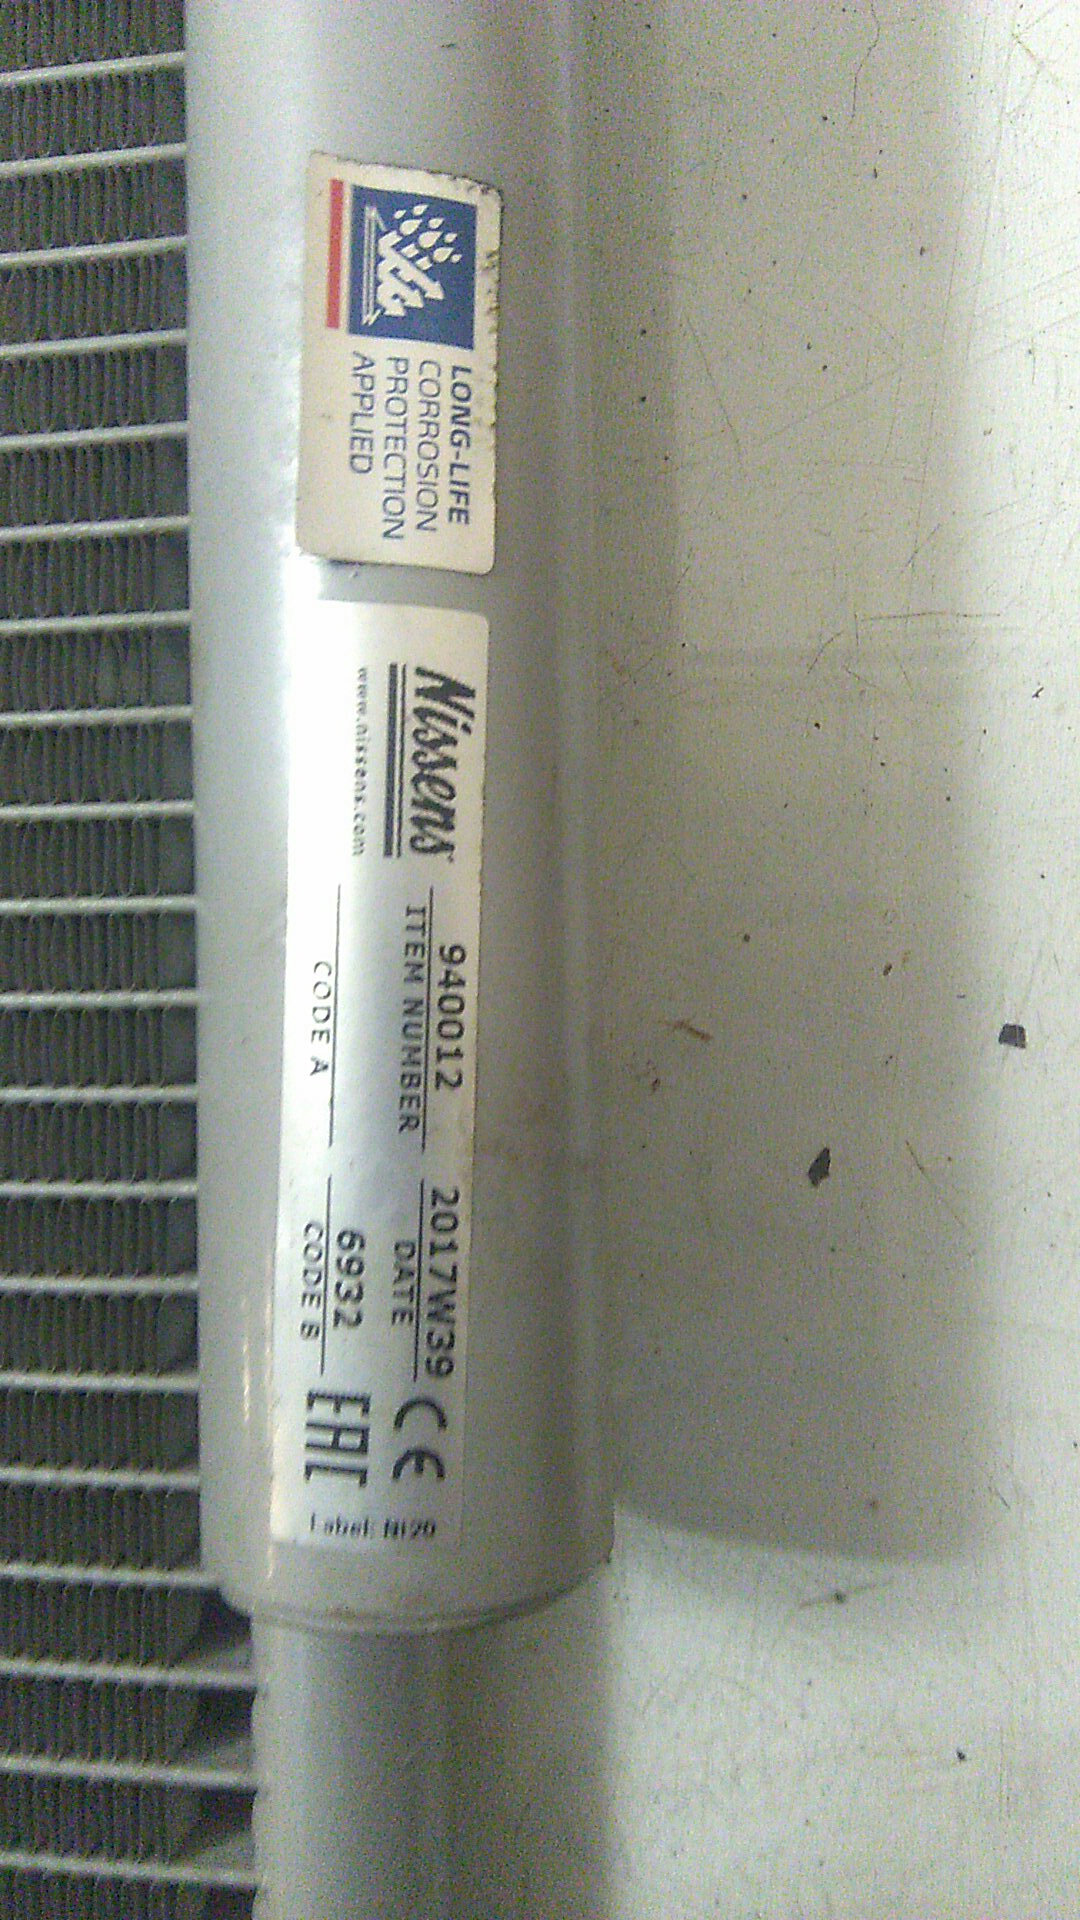 LONG-LIFE
CORROSION
PROTECTION
APPLIED
Nissens
www.nissens.com
940012
ITEM NUMBER
2017W39
DATE
CODE A
6932
CODE B
CE
EAC
Label: NI20